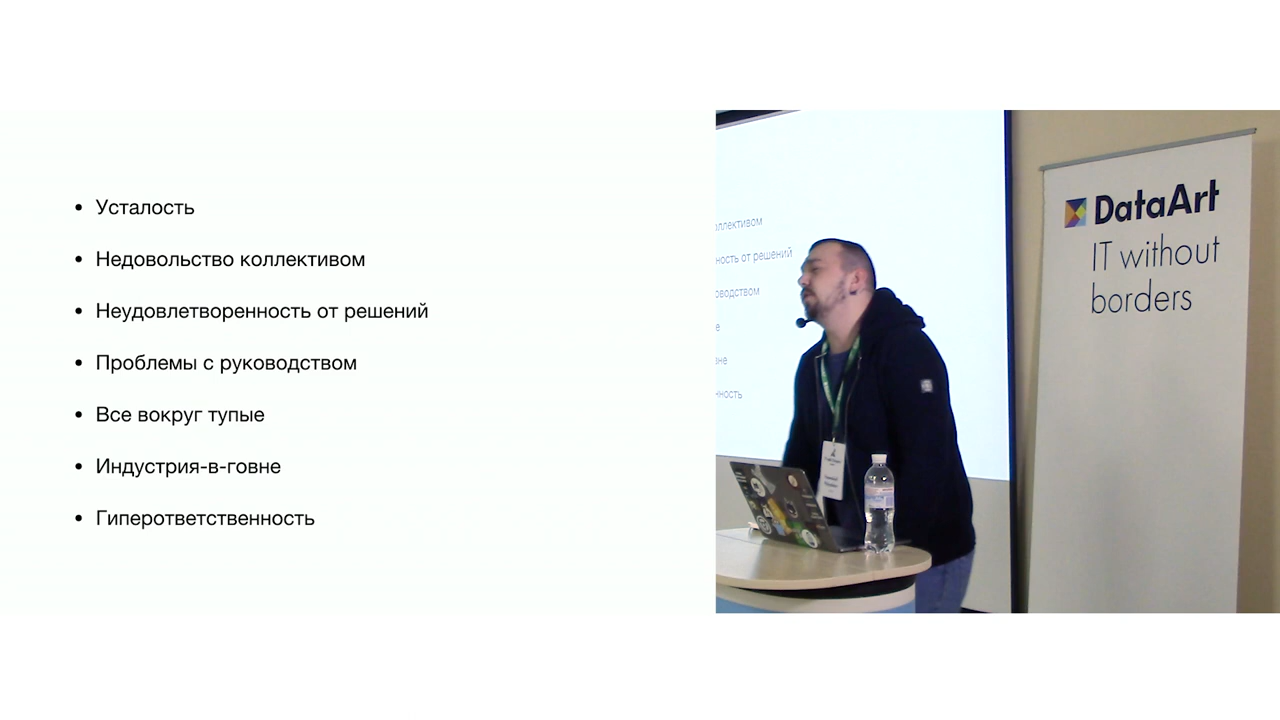 Усталость
Недовольство коллективом
Неудовлетворенность от решений
Проблемы с руководством
Все вокруг тупые
Индустрия-в-говне
Гиперответственность
DataArt
IT without
borders